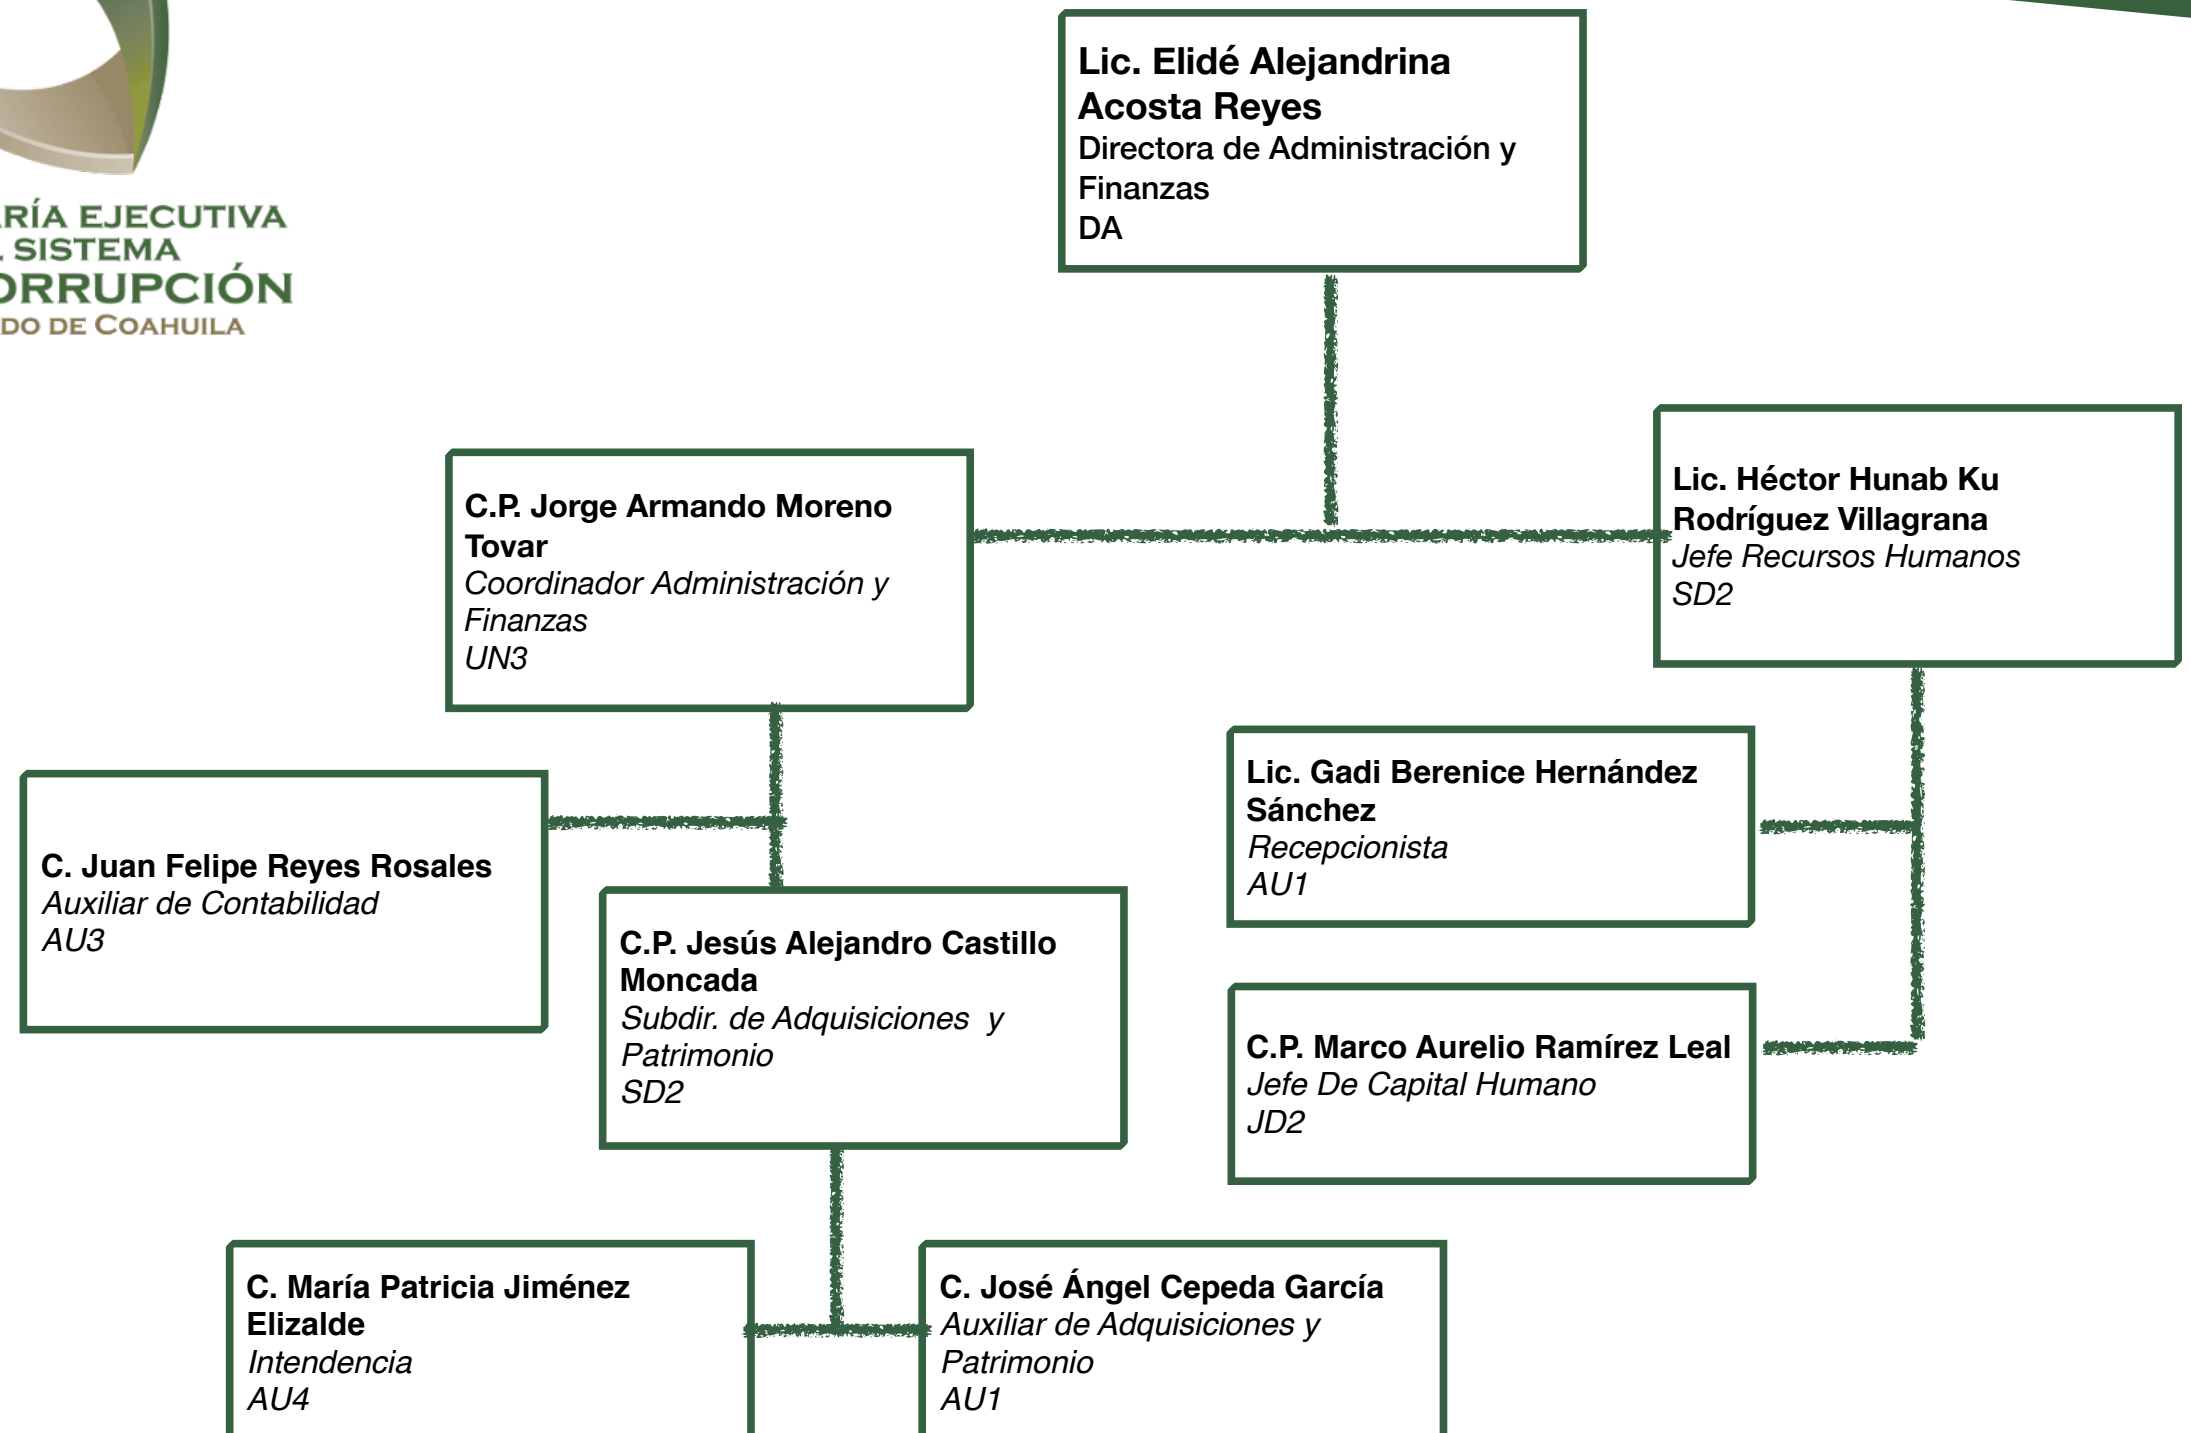 RÍA EJECUTIVA
SISTEMA
ORRUPCIÓN
DO DE COAHUILA
Lic. Elidé Alejandrina
Acosta Reyes
Directora de Administración y
Finanzas
DA
C.P. Jorge Armando Moreno
Tovar
Coordinador Administración y
Finanzas
UN3
Lic. Héctor Hunab Ku
Rodríguez Villagrana
Jefe Recursos Humanos
SD2
C. Juan Felipe Reyes Rosales
Auxiliar de Contabilidad
AU3
C.P. Jesús Alejandro Castillo
Moncada
Subdir. de Adquisiciones  y
Patrimonio
SD2
Lic. Gadi Berenice Hernández
Sánchez
Recepcionista
AU1
C.P. Marco Aurelio Ramírez Leal
Jefe De Capital Humano
JD2
C. María Patricia Jiménez
Elizalde
Intendencia
AU4
C. José Ángel Cepeda García
Auxiliar de Adquisiciones y
Patrimonio
AU1